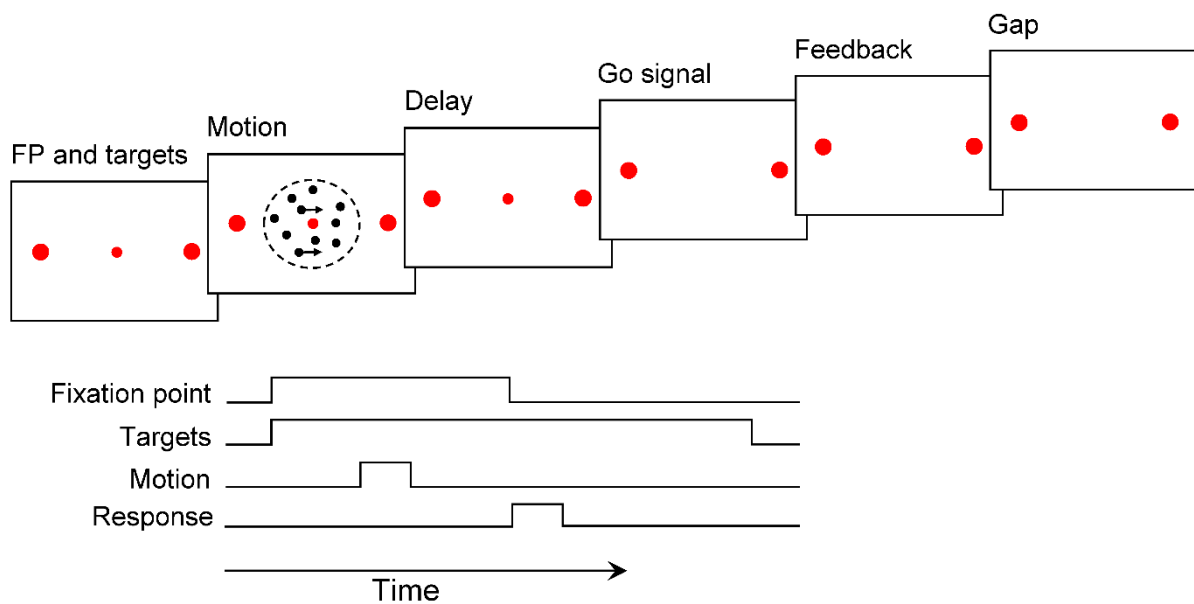 FP and targets
Motion
Delay
Go signal
Feedback
Gap
Fixation point
Targets
Motion
Response
Time